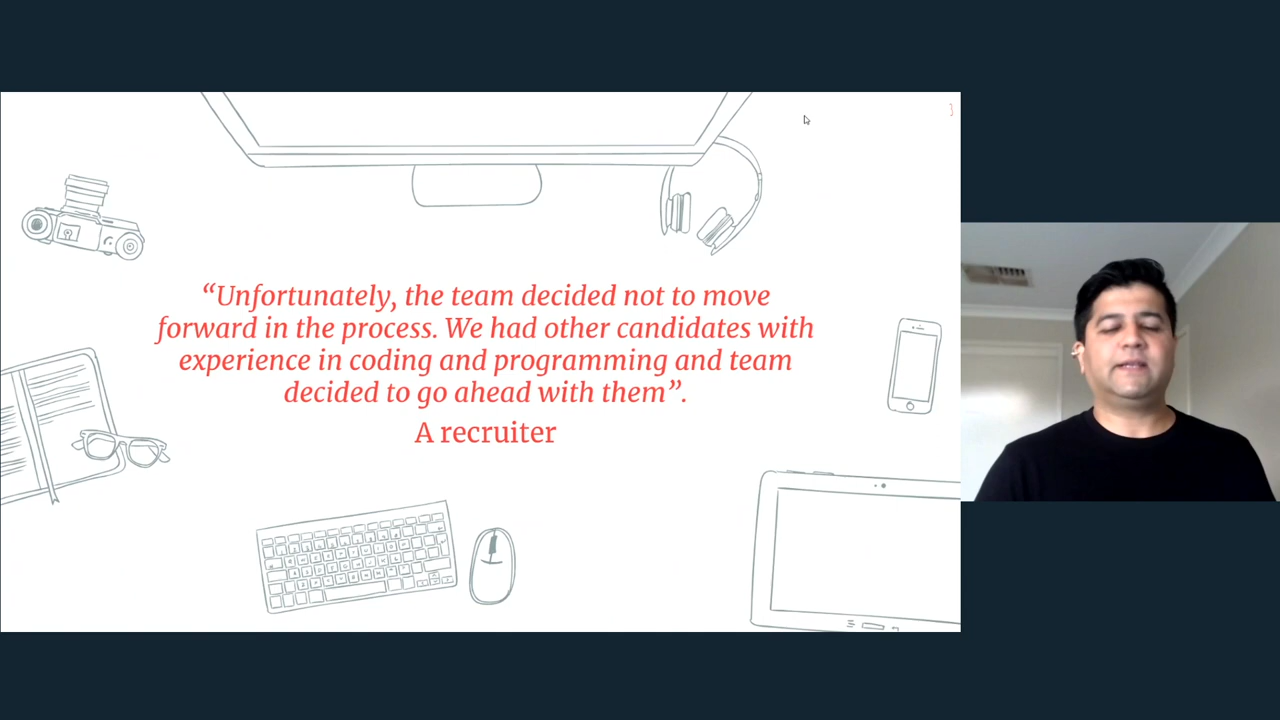 3
“Unfortunately, the team decided not to move
forward in the process. We had other candidates with
experience in coding and programming and team
decided to go ahead with them”.
A recruiter